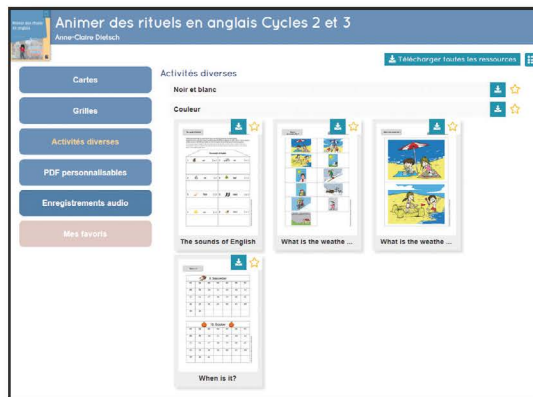 Animer des rituels en anglais Cycles 2 et 3
Anne-Claire Dietsch
Télécharger toutes les ressources
Cartes
Grilles
Activités diverses
PDF personnalisables
Enregistrements audio
Mes favoris
Activités diverses
Noir et blanc
Couleur
The sounds of English
What is the weathe ...
What is the weathe ...
When is it?